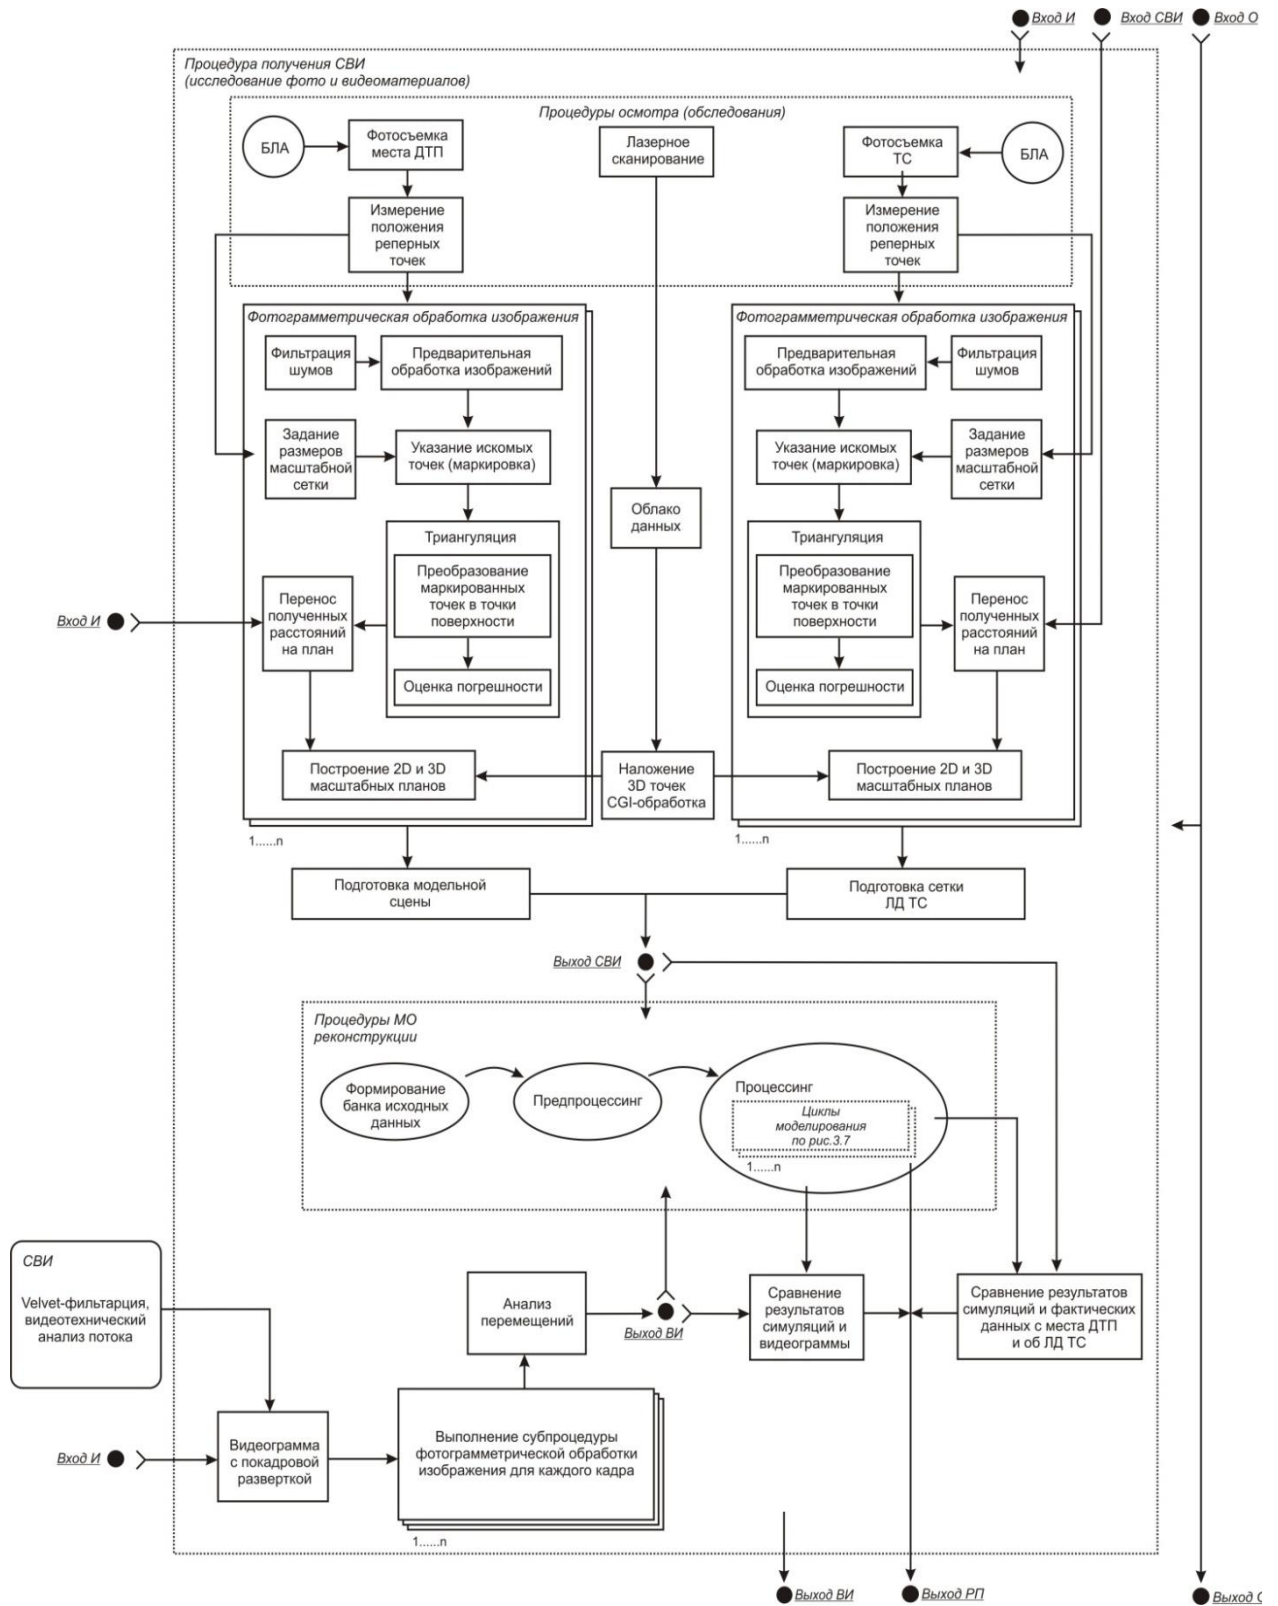 Вход И
Вход СВИ
Вход О
Процедура получения СВИ
(исследование фото и видеоматериалов)
Процедуры осмотра (обследования)
БЛА
Фотосъемка
места ДТП
Лазерное
сканирование
Фотосъемка
ТС
БЛА
Измерение
положения
реперных
точек
Измерение
положения
реперных
точек
Фотограмметрическая обработка изображения
Фильтрация
шумов
Предварительная
обработка изображений
Задание
размеров
масштабной
сетки
Указание искомых
точек (маркировка)
Триангуляция
Преобразование
маркированных
точек в точки
поверхности
Оценка погрешности
Вход И
Перенос
полученных
расстояний
на план
Построение 2D и 3D
масштабных планов
1......n
Облако
данных
Наложение
3D точек
CGI-обработка
Фотограмметрическая обработка изображения
Предварительная
обработка изображений
Фильтрация
шумов
Указание искомых
точек (маркировка)
Задание
размеров
масштабной
сетки
Триангуляция
Преобразование
маркированных
точек в точки
поверхности
Оценка погрешности
Перенос
полученных
расстояний
на план
Построение 2D и 3D
масштабных планов
1......n
Подготовка модельной
сцены
Подготовка сетки
ЛД ТС
Выход СВИ
Процедуры МО
реконструкции
Формирование
банка исходных
данных
Предпроцессинг
Процессинг
Циклы
моделирования
по рис.3.7
1......n
СВИ
Velvet-фильтарция,
видеотехнический
анализ потока
Анализ
перемещений
Выход ВИ
Сравнение
результатов
симуляций и
видеограммы
Сравнение результатов
симуляций и фактических
данных с места ДТП
и об ЛД ТС
Вход И
Видеограмма
с покадровой
разверткой
Выполнение субпроцедуры
фотограмметрической обработки
изображения для каждого кадра
1......n
Выход ВИ
Выход РП
Выход О